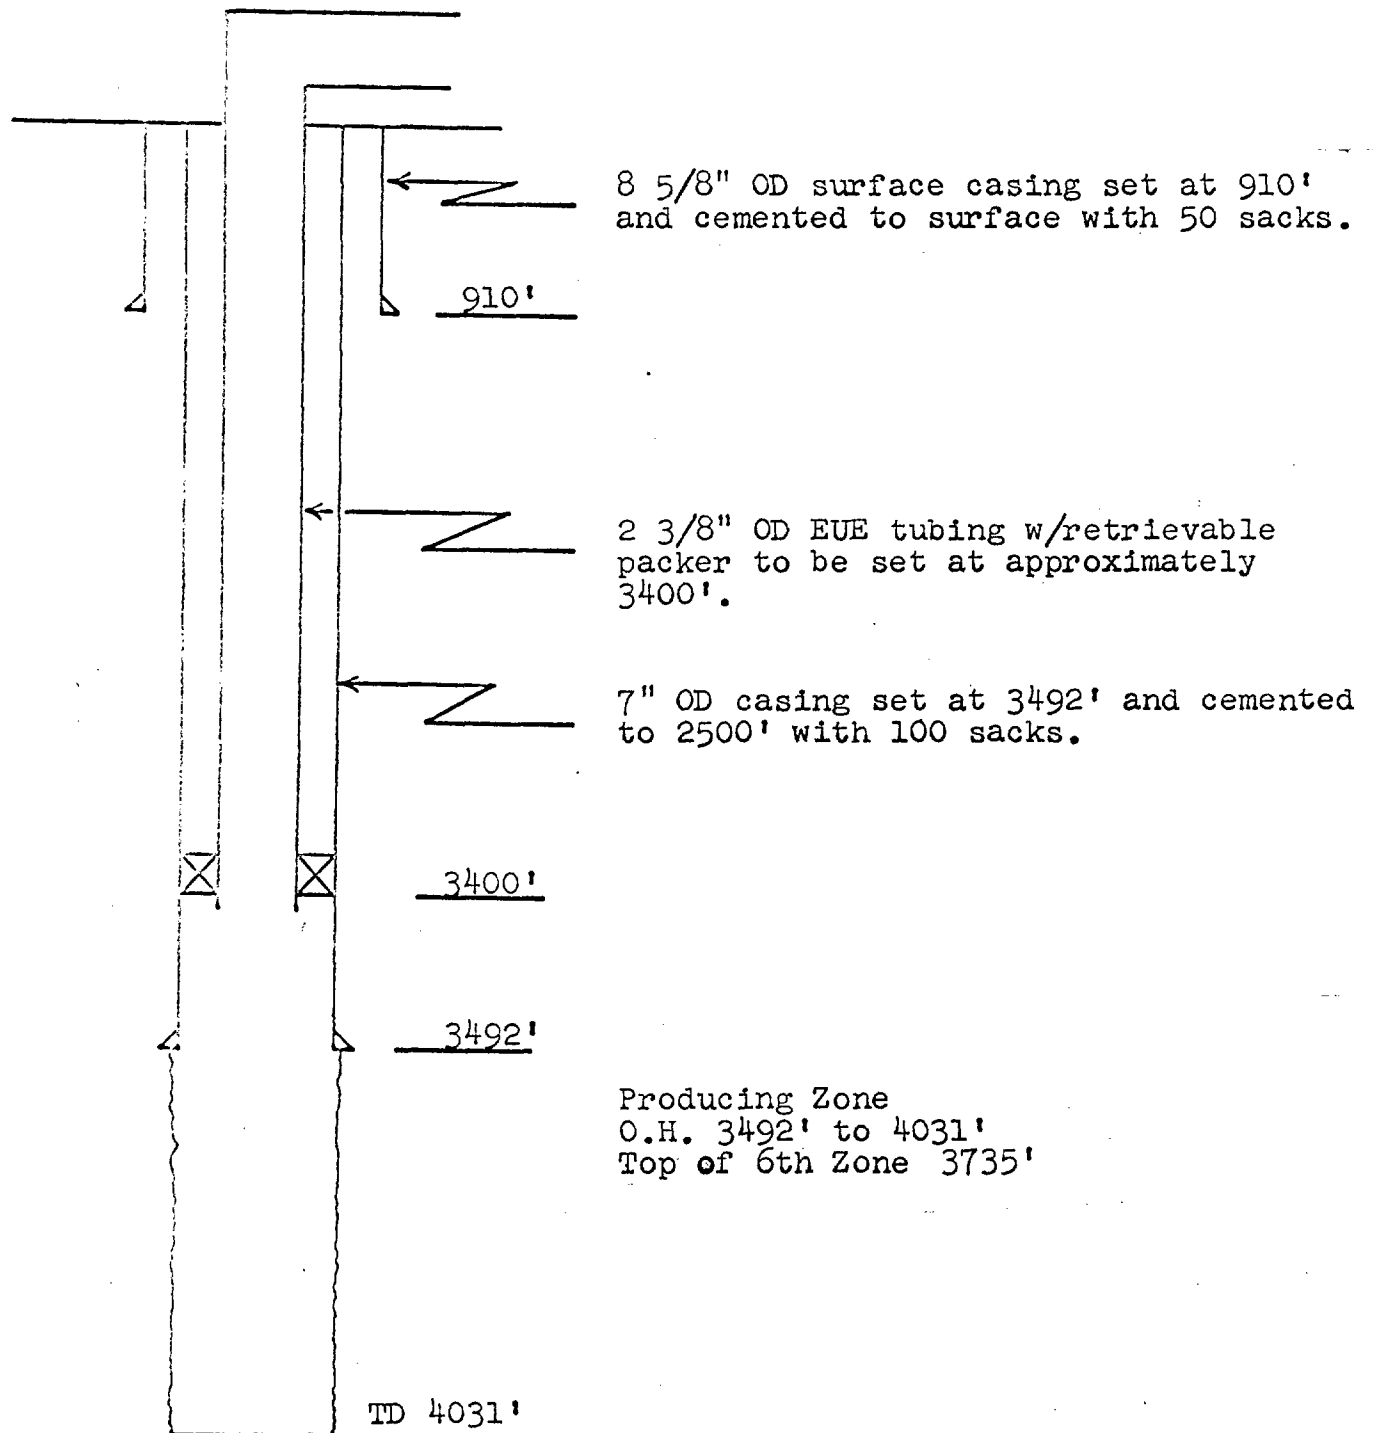 8 5/8" OD surface casing set at 910'
and cemented to surface with 50 sacks.
910'
2 3/8" OD EUE tubing w/retrievable
packer to be set at approximately
3400'.
7" OD casing set at 3492' and cemented
to 2500' with 100 sacks.
3400'
3492'
Producing Zone
O.H. 3492' to 4031'
Top of 6th Zone 3735'
TD 4031'